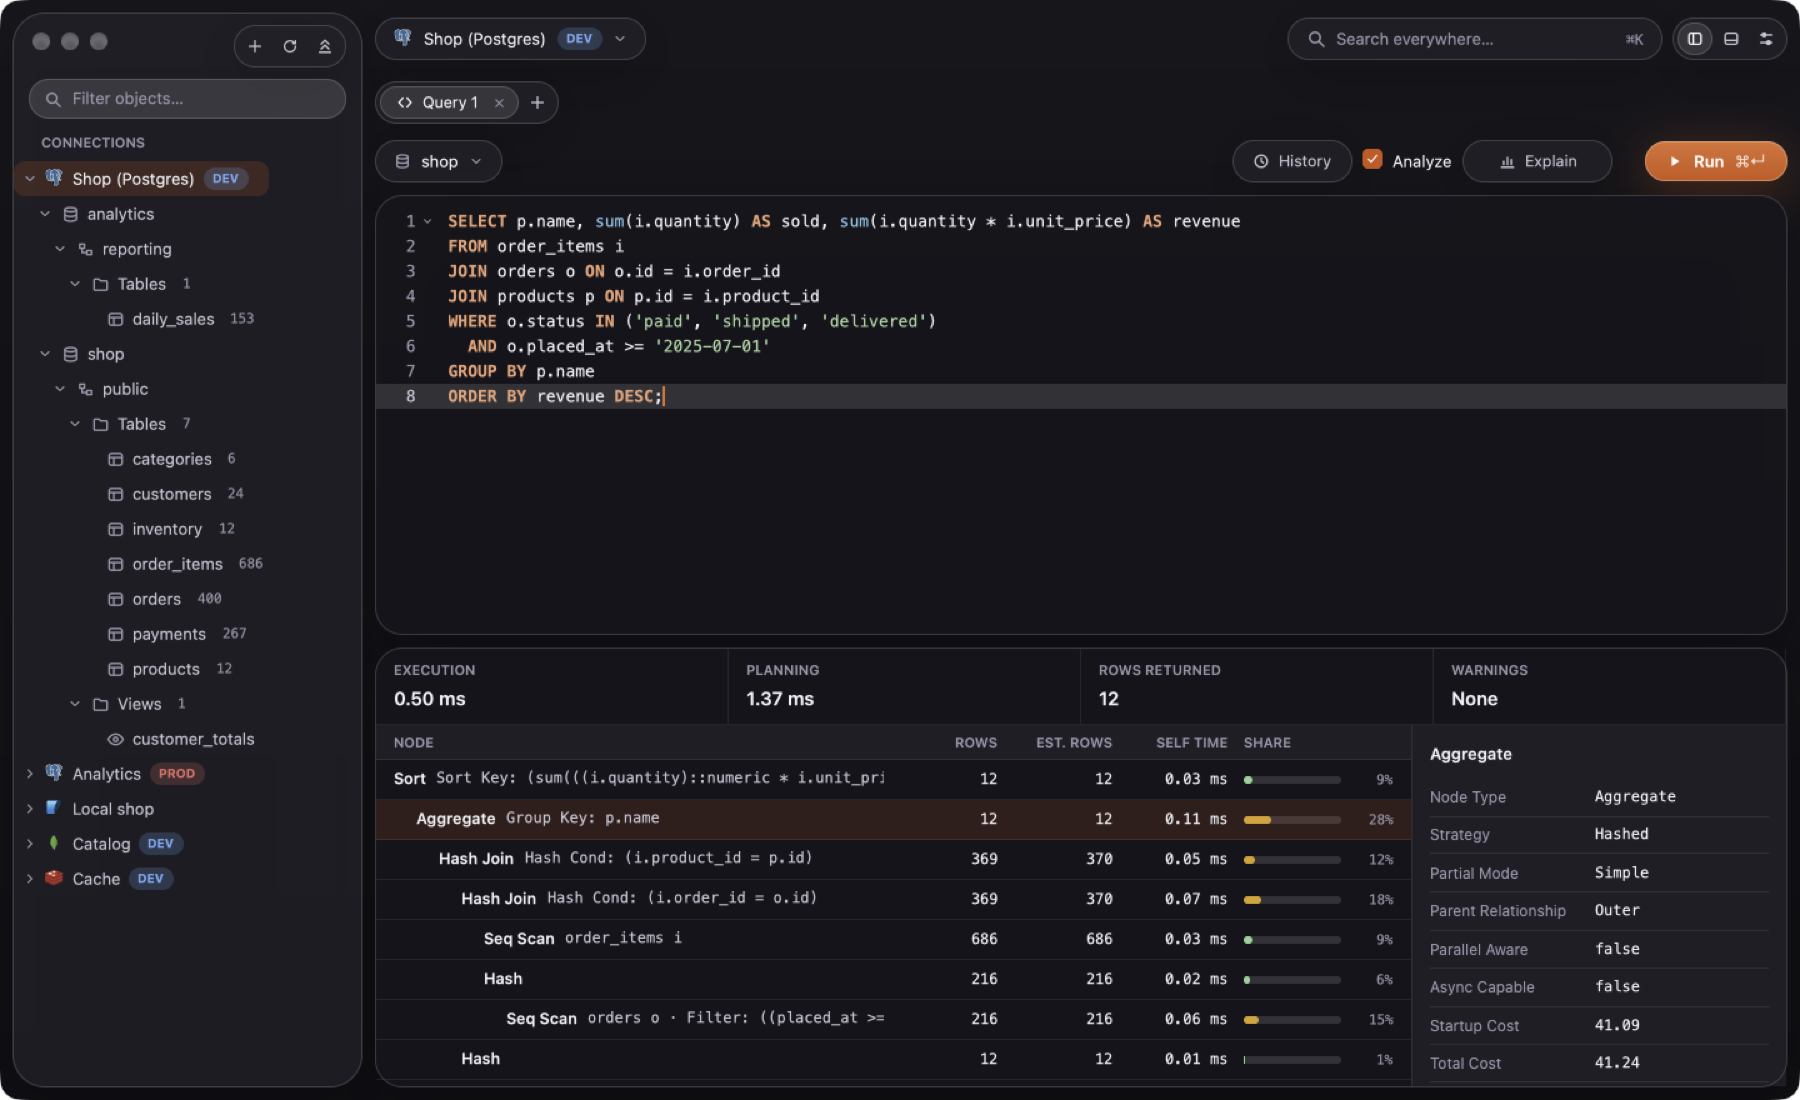 Filter objects...
CONNECTIONS
Shop (Postgres) DEV
analytics
reporting
Tables 1
daily_sales 153
shop
public
Tables 7
categories 6
customers 24
inventory 12
order_items 686
orders 400
payments 267
products 12
Views 1
customer_totals
Analytics PROD
Local shop
Catalog DEV
Cache DEV
Shop (Postgres) DEV
Search everywhere... ⌘K
Query 1
shop
History
Analyze
Explain
Run ⌘↵
1 SELECT p.name, sum(i.quantity) AS sold, sum(i.quantity * i.unit_price) AS revenue
2 FROM order_items i
3 JOIN orders o ON o.id = i.order_id
4 JOIN products p ON p.id = i.product_id
5 WHERE o.status IN ('paid', 'shipped', 'delivered')
6 AND o.placed_at >= '2025-07-01'
7 GROUP BY p.name
8 ORDER BY revenue DESC;
EXECUTION
0.50 ms
PLANNING
1.37 ms
ROWS RETURNED
12
WARNINGS
None
NODE ROWS EST. ROWS SELF TIME SHARE
Sort Sort Key: (sum(((i.quantity)::numeric * i.unit_pri 12 12 0.03 ms 9%
Aggregate Group Key: p.name 12 12 0.11 ms 28%
Hash Join Hash Cond: (i.product_id = p.id) 369 370 0.05 ms 12%
Hash Join Hash Cond: (i.order_id = o.id) 369 370 0.07 ms 18%
Seq Scan order_items i 686 686 0.03 ms 9%
Hash 216 216 0.02 ms 6%
Seq Scan orders o · Filter: ((placed_at >= 216 216 0.06 ms 15%
Hash 12 12 0.01 ms 1%
Aggregate
Node Type Aggregate
Strategy Hashed
Partial Mode Simple
Parent Relationship Outer
Parallel Aware false
Async Capable false
Startup Cost 41.09
Total Cost 41.24